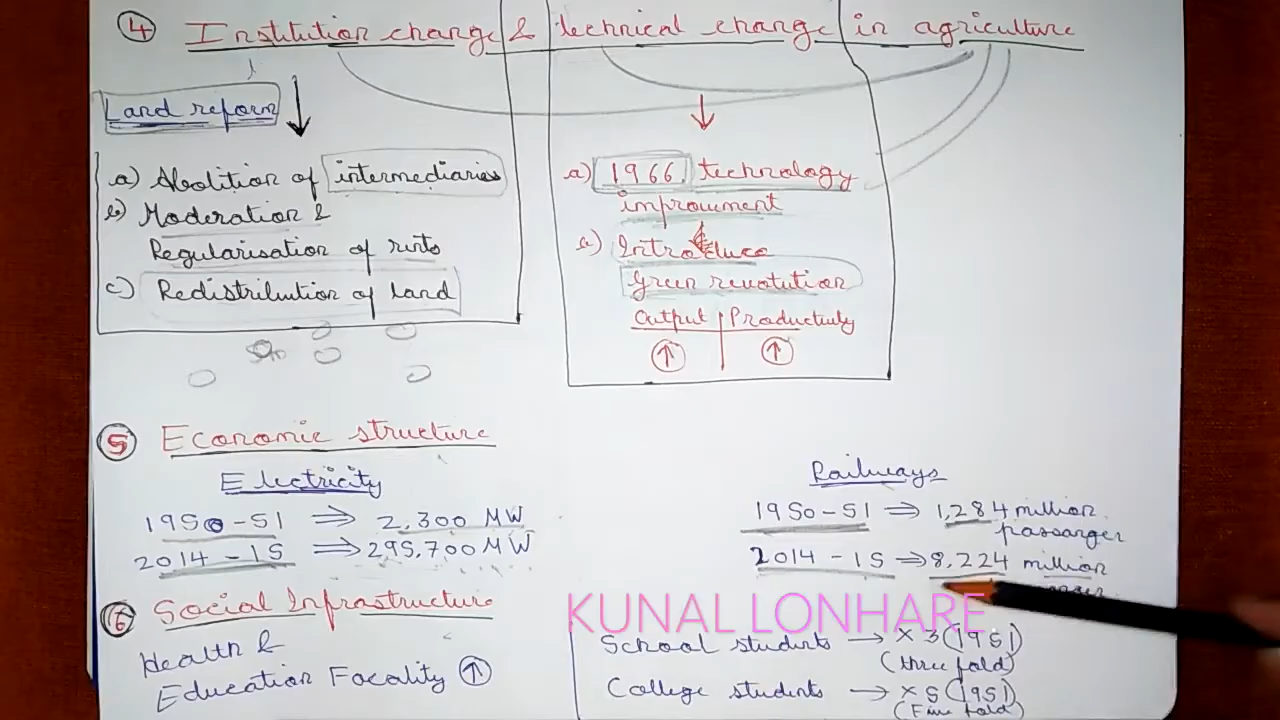 ④ Institution change & technical change in agriculture
Land reform
a) Abolition of intermediaries
b) Moderation &
Regularisation of rents
c) Redistribution of land
a) 1966 technology
improvement
Introduce
Green revolution
Output | Productivity
↑ ↑
⑤ Economic structure
Electricity
1950-51 ⇒ 2,300 MW
2014-15 ⇒ 295,700 MW
Railways
1950-51 ⇒ 1,284 million
passanger
2014-15 ⇒ 8,224 million
⑥ Social Infrastructure
Health &
Education Facality ↑
KUNAL LONHARE
School students → x 3 (1951)
(three fold)
College students → x 5 (1951)
(Five fold)